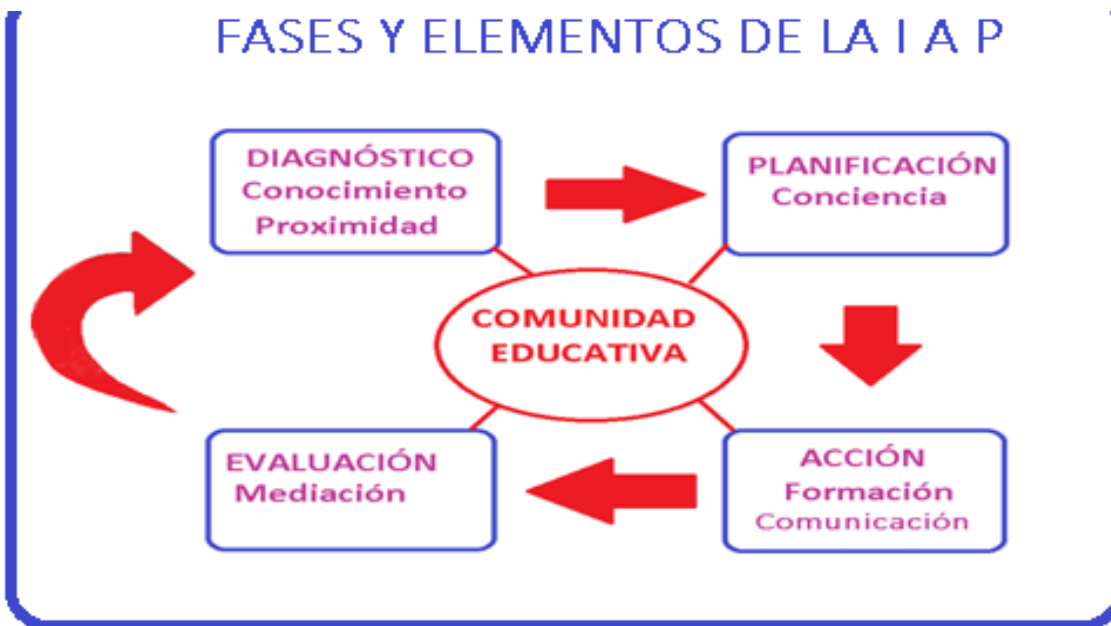 FASES Y ELEMENTOS DE LA I A P
DIAGNÓSTICO
Conocimiento
Proximidad
PLANIFICACIÓN
Conciencia
COMUNIDAD
EDUCATIVA
EVALUACIÓN
Mediación
ACCIÓN
Formación
Comunicación